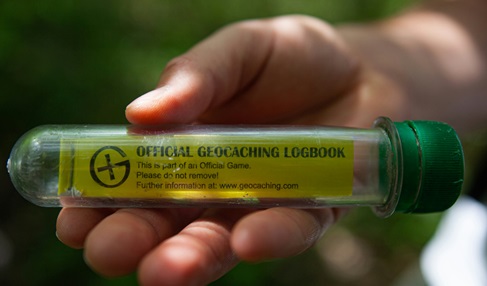 OFFICIAL GEOCACHING LOGBOOK
This is part of an Official Game.
Please do not remove!
Further information at: www.geocaching.com